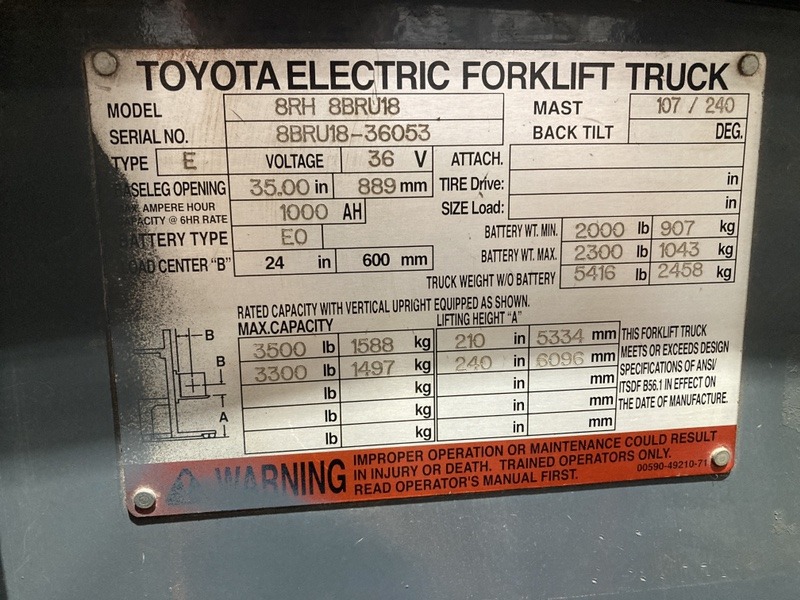 TOYOTA ELECTRIC FORKLIFT TRUCK
MODEL 8RH 8BRU18 MAST 107 / 240
SERIAL NO. 8BRU18-36053 BACK TILT DEG.
TYPE E VOLTAGE 36 V ATTACH.
BASELEG OPENING 35.00 in 889 mm TIRE Drive: in
AMPERE HOUR
CAPACITY @ 6HR RATE 1000 AH SIZE Load: in
BATTERY TYPE EO BATTERY WT. MIN. 2000 lb 907 kg
LOAD CENTER "B" 24 in 600 mm BATTERY WT. MAX. 2300 lb 1043 kg
TRUCK WEIGHT W/O BATTERY 5416 lb 2458 kg
RATED CAPACITY WITH VERTICAL UPRIGHT EQUIPPED AS SHOWN.
MAX. CAPACITY LIFTING HEIGHT "A"
3500 lb 1588 kg 210 in 5334 mm
3300 lb 1497 kg 240 in 6096 mm
lb kg in mm
lb kg in mm
lb kg
B
B
A
THIS FORKLIFT TRUCK
MEETS OR EXCEEDS DESIGN
SPECIFICATIONS OF ANSI/
ITSDF B56.1 IN EFFECT ON
THE DATE OF MANUFACTURE.
WARNING
IMPROPER OPERATION OR MAINTENANCE COULD RESULT
IN INJURY OR DEATH. TRAINED OPERATORS ONLY.
READ OPERATOR'S MANUAL FIRST.
00590-49210-71